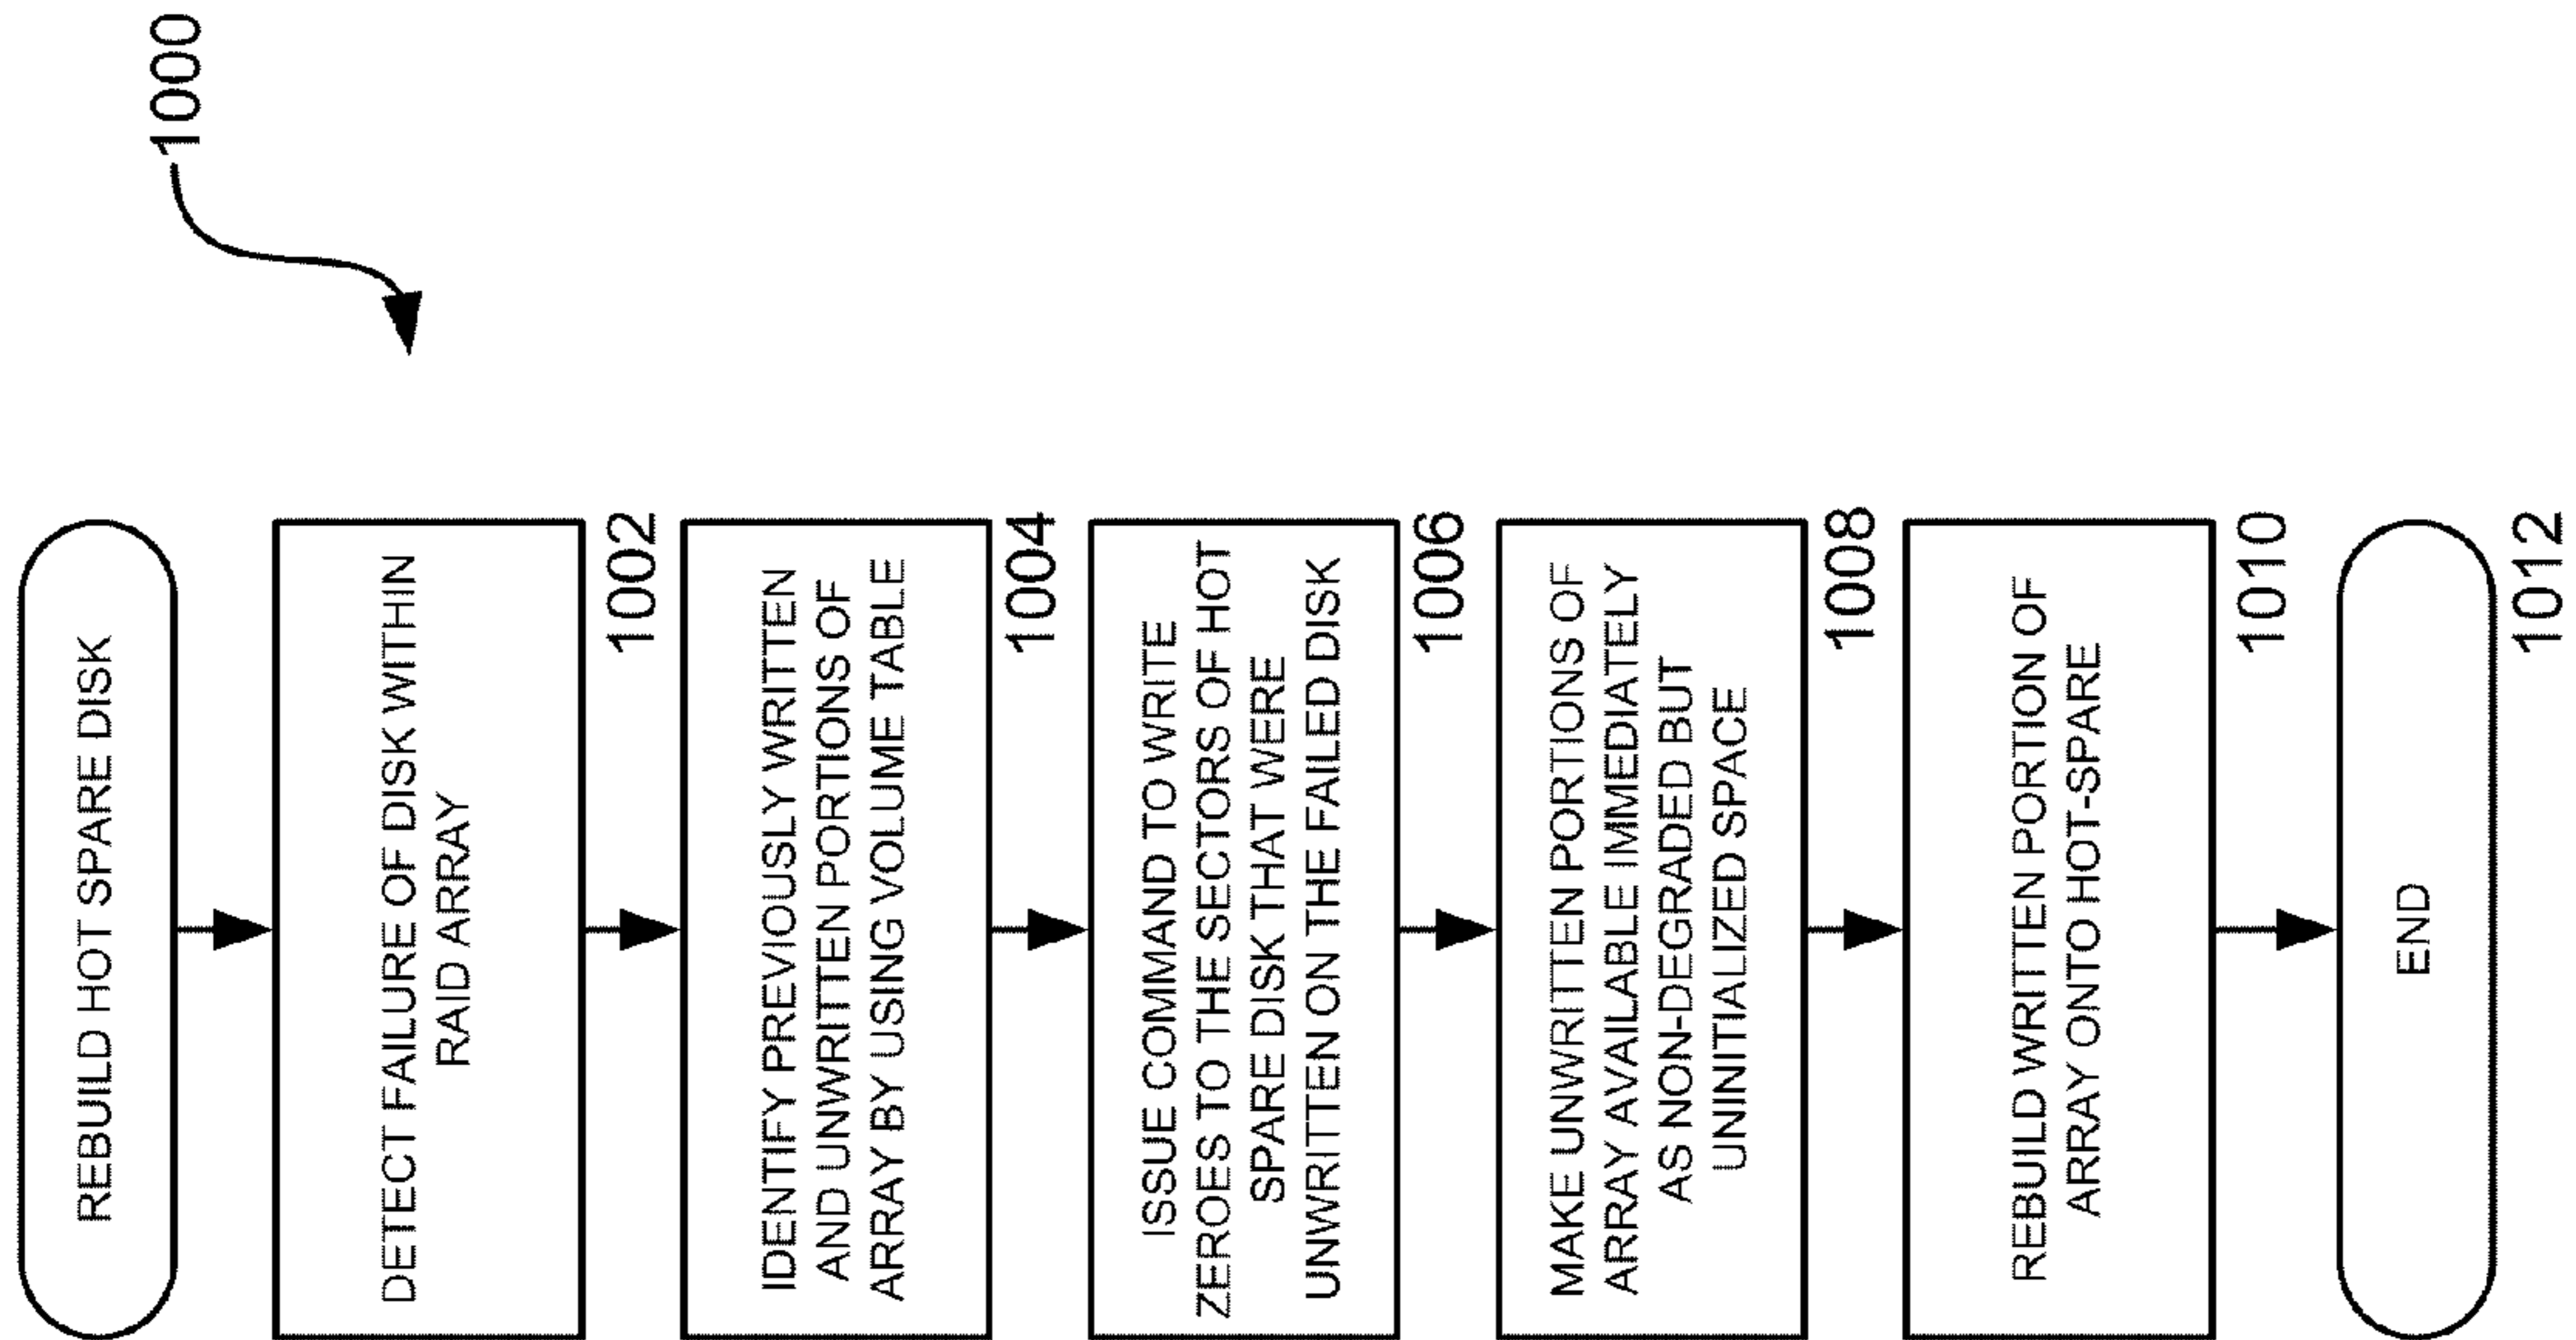 1000
REBUILD HOT SPARE DISK
DETECT FAILURE OF DISK WITHIN
RAID ARRAY
1002
IDENTIFY PREVIOUSLY WRITTEN
AND UNWRITTEN PORTIONS OF
ARRAY BY USING VOLUME TABLE
1004
ISSUE COMMAND TO WRITE
ZEROES TO THE SECTORS OF HOT
SPARE DISK THAT WERE
UNWRITTEN ON THE FAILED DISK
1006
MAKE UNWRITTEN PORTIONS OF
ARRAY AVAILABLE IMMEDIATELY
AS NON-DEGRADED BUT
UNINITIALIZED SPACE
1008
REBUILD WRITTEN PORTION OF
ARRAY ONTO HOT-SPARE
1010
END
1012